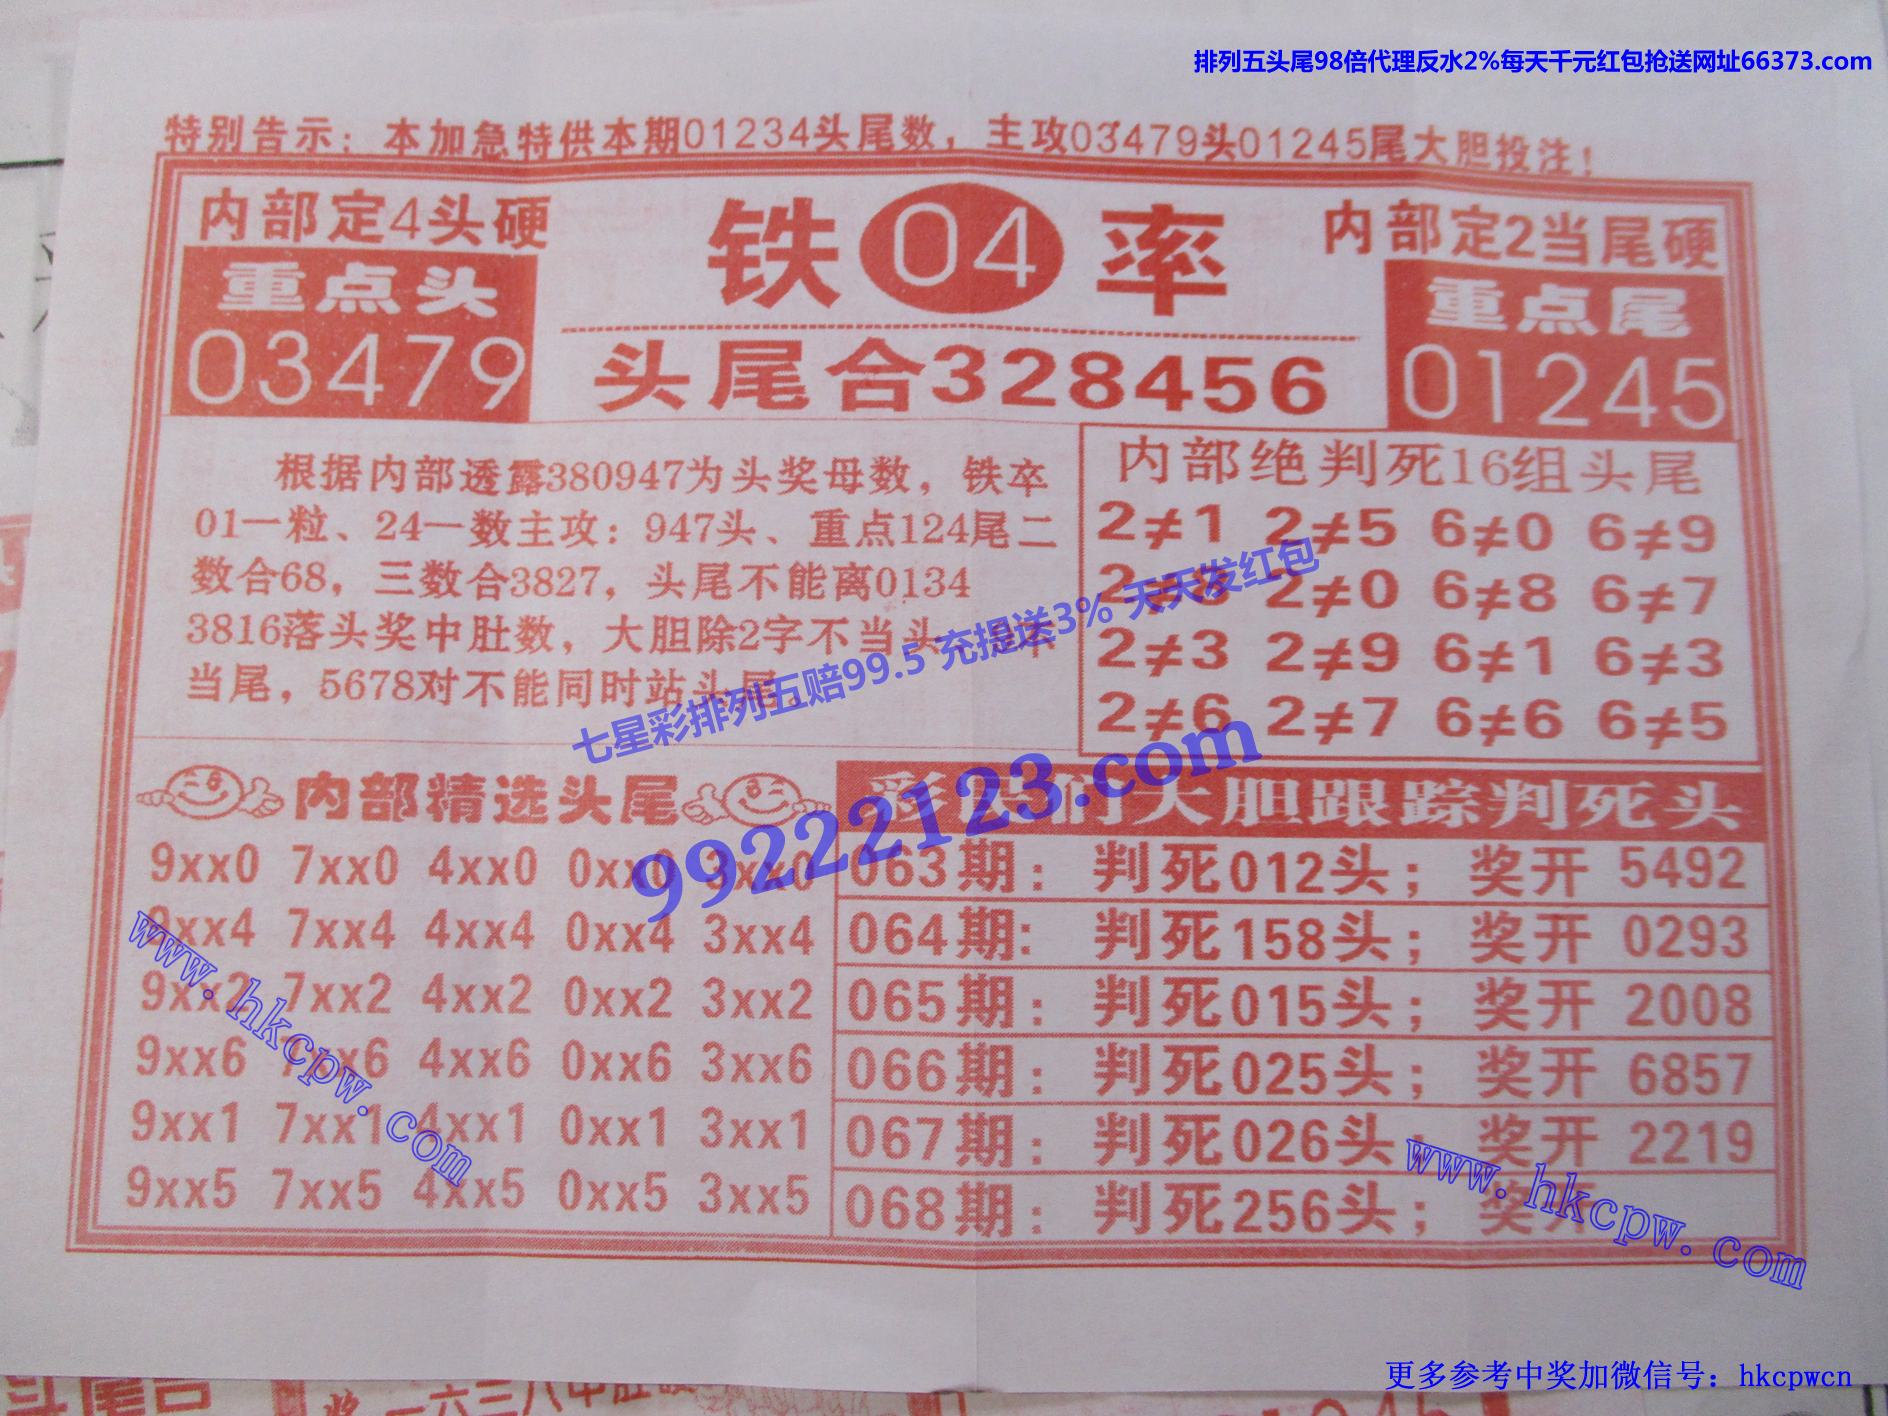 排列五头尾98倍代理反水2%每天千元红包抢送网址66373.com
特别告示：本加急特供本期01234头尾数，主攻03479头01245尾大胆投注！
内部定4头硬
重点头
03479
铁 04 率
头尾合328456
内部定2当尾硬
重点尾
01245
根据内部透露380947为头奖母数，铁卒
01一粒、24一数主攻：947头、重点124尾二
数合68，三数合3827，头尾不能离0134
3816落头奖中肚数，大胆除2字不当头、
当尾，5678对不能同时站头尾。
内部绝判死16组头尾
2≠1 2≠5 6≠0 6≠9
2≠0 6≠8 6≠7
2≠3 2≠9 6≠1 6≠3
2≠6 2≠7 6≠6 6≠5
七星彩排列五赔99.5 充提送3% 天天发红包
99222123.com
内部精选头尾
9xx0 7xx0 4xx0 0xx0 3xx0
9xx4 7xx4 4xx4 0xx4 3xx4
9xx2 7xx2 4xx2 0xx2 3xx2
9xx6 7xx6 4xx6 0xx6 3xx6
9xx1 7xx1 4xx1 0xx1 3xx1
9xx5 7xx5 4xx5 0xx5 3xx5
彩 们大胆跟踪判死头
063期：判死012头；奖开 5492
064期：判死158头；奖开 0293
065期：判死015头；奖开 2008
066期：判死025头；奖开 6857
067期：判死026头；奖开 2219
068期：判死256头；奖开
www.hkcpw.com
www.hkcpw.com
更多参考中奖加微信号：hkcpwcn